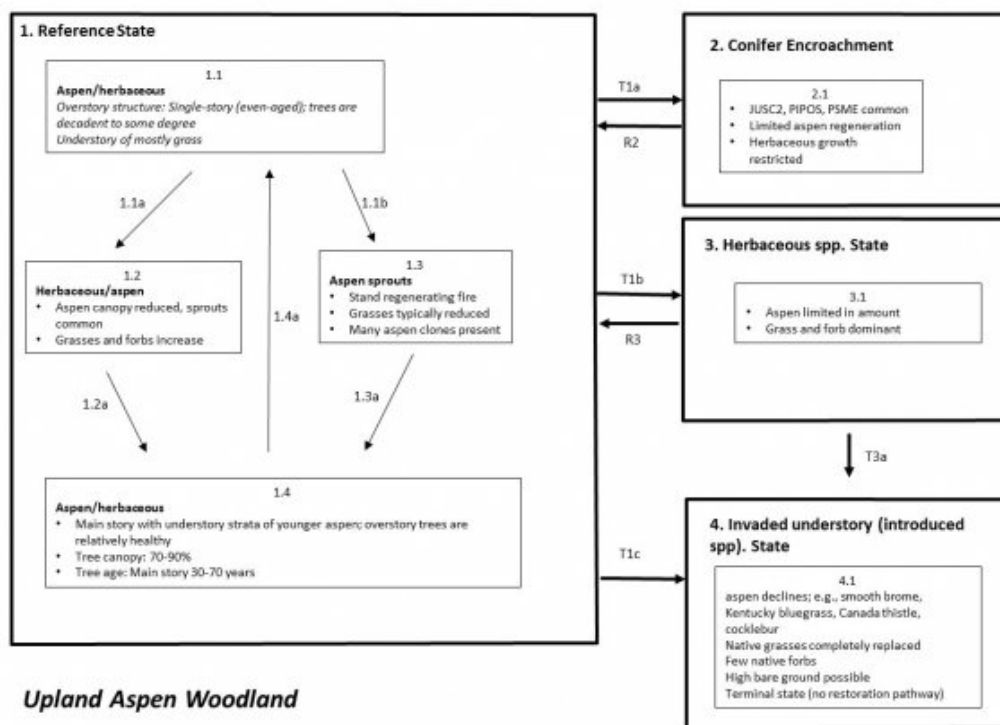 1. Reference State
1.1
Aspen/herbaceous
Overstory structure: Single-story (even-aged); trees are
decadent to some degree
Understory of mostly grass
1.1a
1.1b
1.2
Herbaceous/aspen
• Aspen canopy reduced, sprouts
common
• Grasses and forbs increase
1.4a
1.3
Aspen sprouts
• Stand regenerating fire
• Grasses typically reduced
• Many aspen clones present
1.2a
1.3a
1.4
Aspen/herbaceous
• Main story with understory strata of younger aspen; overstory trees are
relatively healthy
• Tree canopy: 70-90%
• Tree age: Main story 30-70 years
T1a
R2
2. Conifer Encroachment
2.1
• JUSC2, PIPOS, PSME common
• Limited aspen regeneration
• Herbaceous growth
restricted
T1b
R3
3. Herbaceous spp. State
3.1
• Aspen limited in amount
• Grass and forb dominant
T3a
T1c
4. Invaded understory (introduced
spp). State
4.1
aspen declines; e.g., smooth brome,
Kentucky bluegrass, Canada thistle,
cocklebur
Native grasses completely replaced
Few native forbs
High bare ground possible
Terminal state (no restoration pathway)
Upland Aspen Woodland